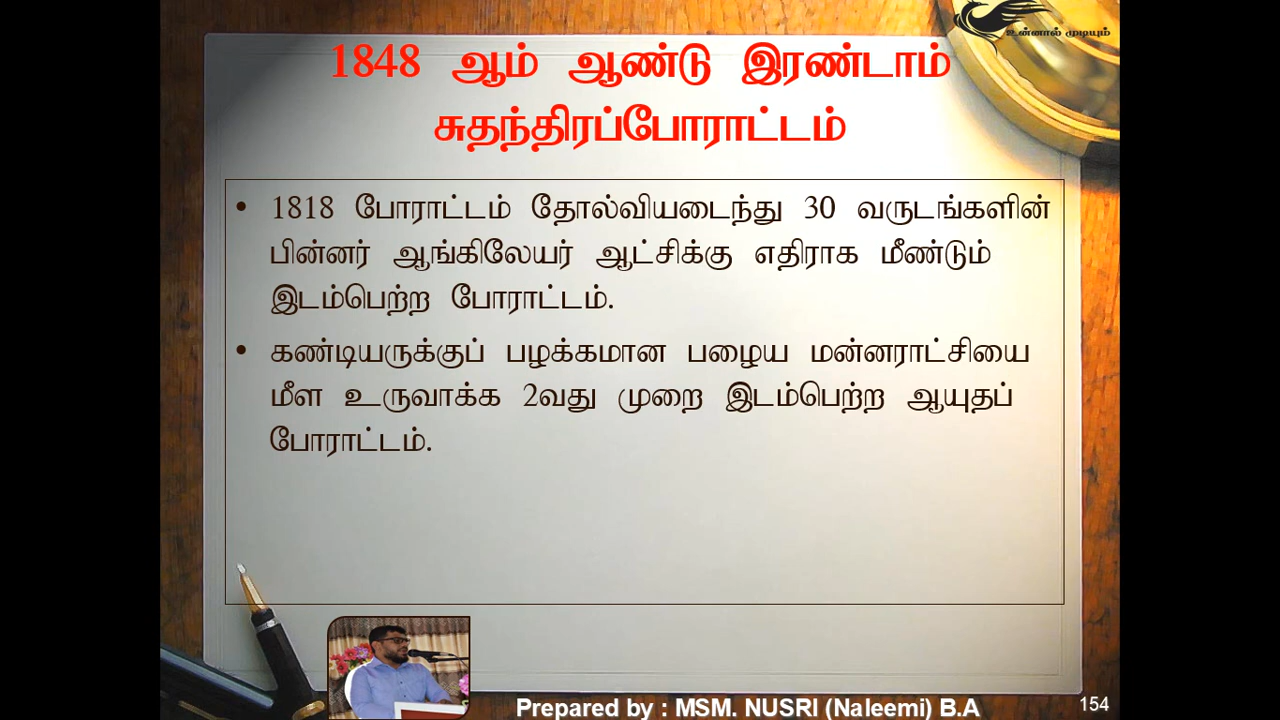 உன்னால் முடியும்
1848 ஆம் ஆண்டு இரண்டாம்
சுதந்திரப்போராட்டம்
• 1818 போராட்டம் தோல்வியடைந்து 30 வருடங்களின்
பின்னர் ஆங்கிலேயர் ஆட்சிக்கு எதிராக மீண்டும்
இடம்பெற்ற போராட்டம்.
• கண்டியருக்குப் பழக்கமான பழைய மன்னராட்சியை
மீள உருவாக்க 2வது முறை இடம்பெற்ற ஆயுதப்
போராட்டம்.
Prepared by : MSM. NUSRI (Naleemi) B.A
154